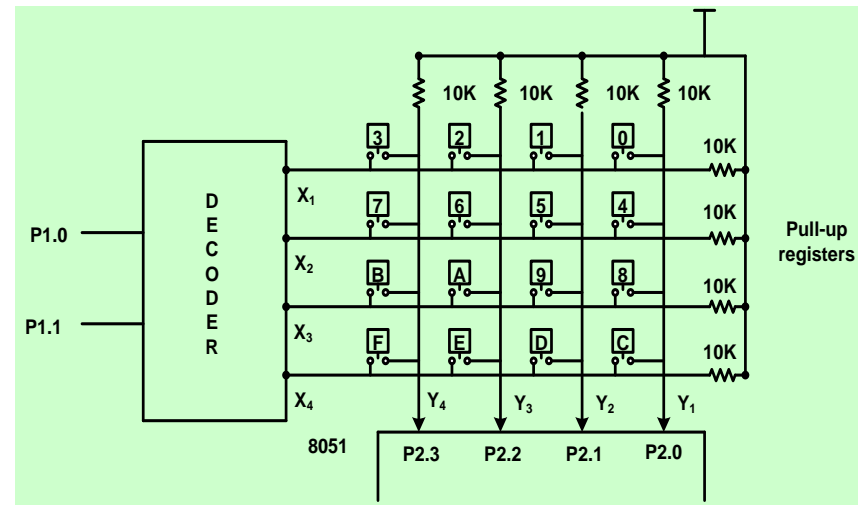 10K 10K 10K 10K
3 2 1 0
10K
X1
7 6 5 4
10K
X2
B A 9 8
10K
X3
F E D C
10K
X4
DECODER
P1.0
P1.1
Pull-up
registers
Y4 Y3 Y2 Y1
8051
P2.3 P2.2 P2.1 P2.0